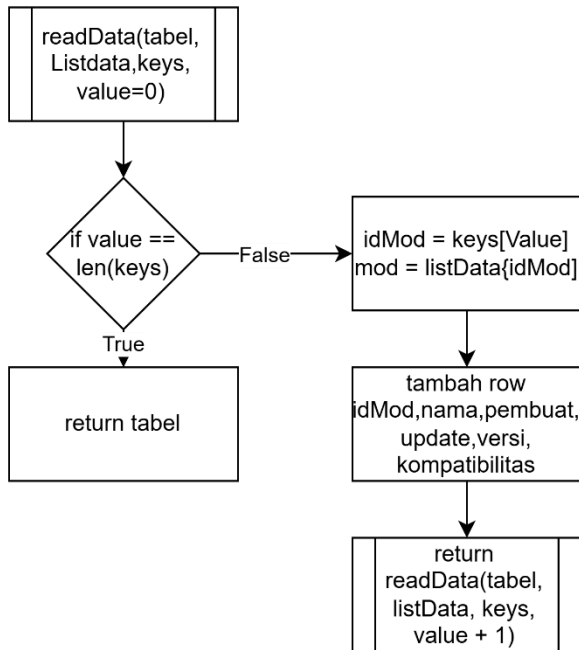 readData(tabel,
Listdata,keys,
value=0)
if value ==
len(keys)
False
True
return tabel
idMod = keys[Value]
mod = listData{idMod]
tambah row
idMod,nama,pembuat,
update,versi,
kompatibilitas
return
readData(tabel,
listData, keys,
value + 1)